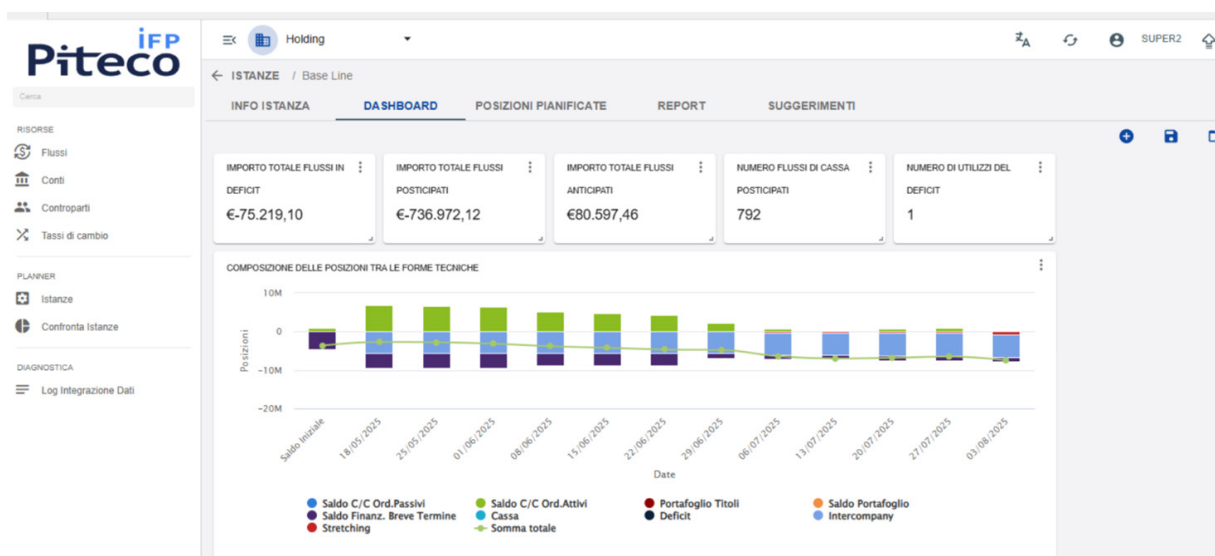 iFP
Piteco
Holding
SUPER2
Cerca
← ISTANZE / Base Line
INFO ISTANZA DASHBOARD POSIZIONI PIANIFICATE REPORT SUGGERIMENTI
RISORSE
Flussi
Conti
Controparti
Tassi di cambio
PLANNER
Istanze
Confronta Istanze
DIAGNOSTICA
Log Integrazione Dati
IMPORTO TOTALE FLUSSI IN
DEFICIT
€-75.219,10
IMPORTO TOTALE FLUSSI
POSTICIPATI
€-736.972,12
IMPORTO TOTALE FLUSSI
ANTICIPATI
€80.597,46
NUMERO FLUSSI DI CASSA
POSTICIPATI
792
NUMERO DI UTILIZZI DEL
DEFICIT
1
COMPOSIZIONE DELLE POSIZIONI TRA LE FORME TECNICHE
Posizioni
10M
0
-10M
-20M
Saldo Iniziale
18/05/2025
25/05/2025
01/06/2025
08/06/2025
15/06/2025
22/06/2025
29/06/2025
06/07/2025
13/07/2025
20/07/2025
27/07/2025
03/08/2025
Date
Saldo C/C Ord.Passivi Saldo C/C Ord.Attivi Portafoglio Titoli Saldo Portafoglio
Saldo Finanz. Breve Termine Cassa Deficit Intercompany
Stretching Somma totale